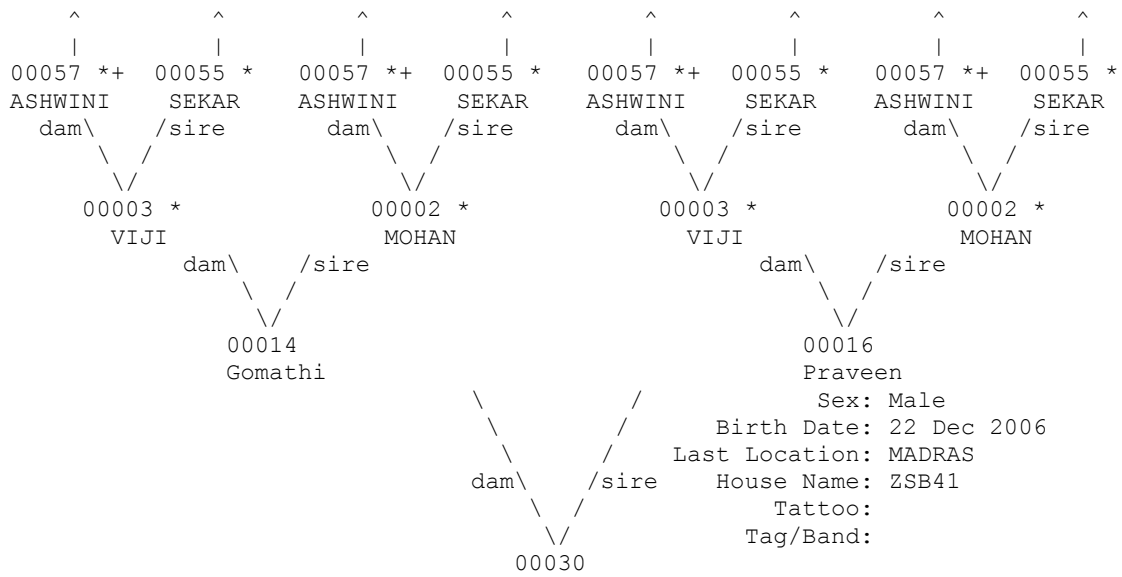 ^ ^ ^ ^ ^ ^ ^ ^
| | | | | | | |
00057 *+ 00055 * 00057 *+ 00055 * 00057 *+ 00055 * 00057 *+ 00055 *
ASHWINI SEKAR ASHWINI SEKAR ASHWINI SEKAR ASHWINI SEKAR
dam\ /sire dam\ /sire dam\ /sire dam\ /sire
\ / \ / \ / \ /
\/ \/ \/ \/
00003 * 00002 * 00003 * 00002 *
VIJI MOHAN VIJI MOHAN
dam\ /sire dam\ /sire
\ / \ /
\/ \/
00014 00016
Gomathi Praveen
\ / Sex: Male
\ / Birth Date: 22 Dec 2006
\ / Last Location: MADRAS
dam\ /sire House Name: ZSB41
\ / Tattoo:
\/ Tag/Band:
00030